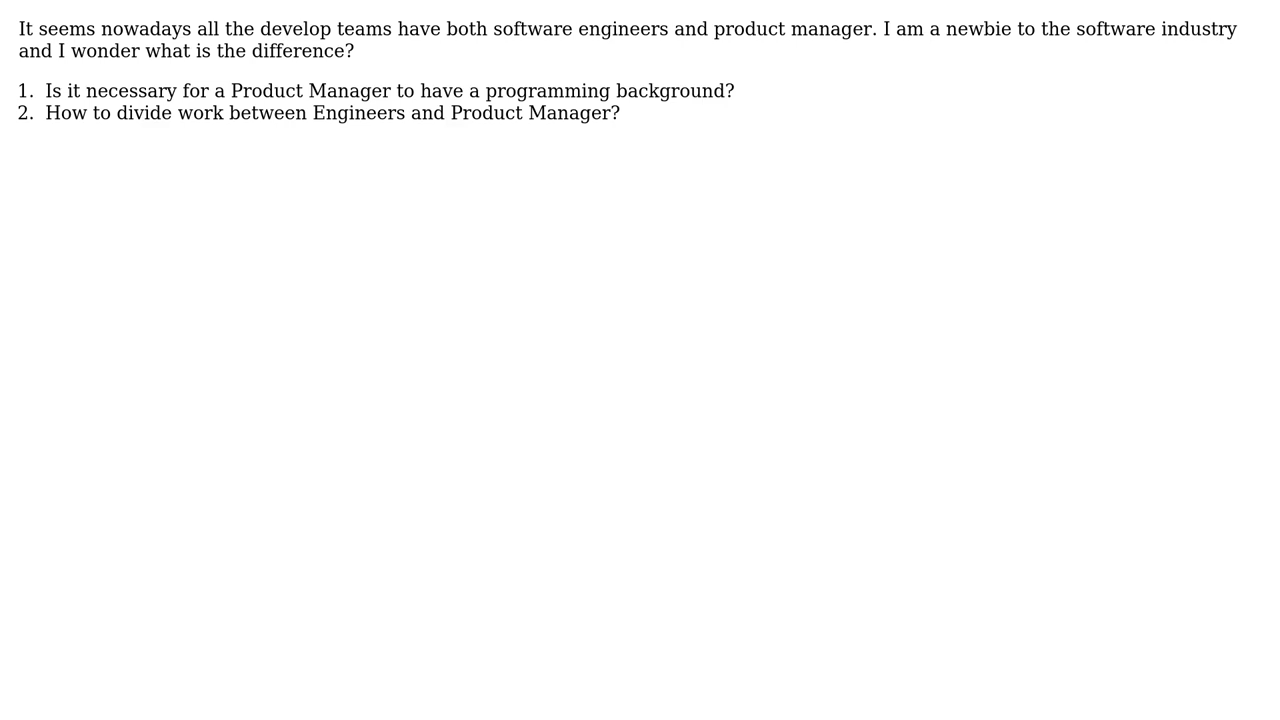 It seems nowadays all the develop teams have both software engineers and product manager. I am a newbie to the software industry
and I wonder what is the difference?
1. Is it necessary for a Product Manager to have a programming background?
2. How to divide work between Engineers and Product Manager?